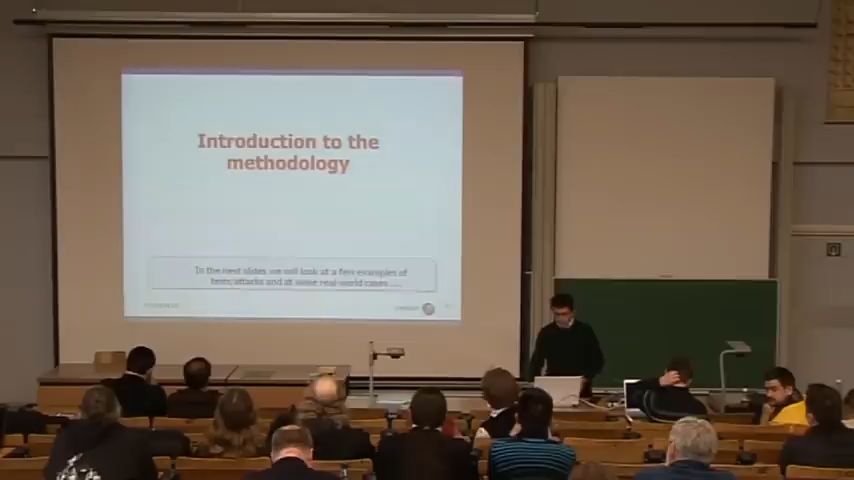 Introduction to the
methodology
In the next slides we will look at a few examples of
tests, attacks and at some real-world cases....